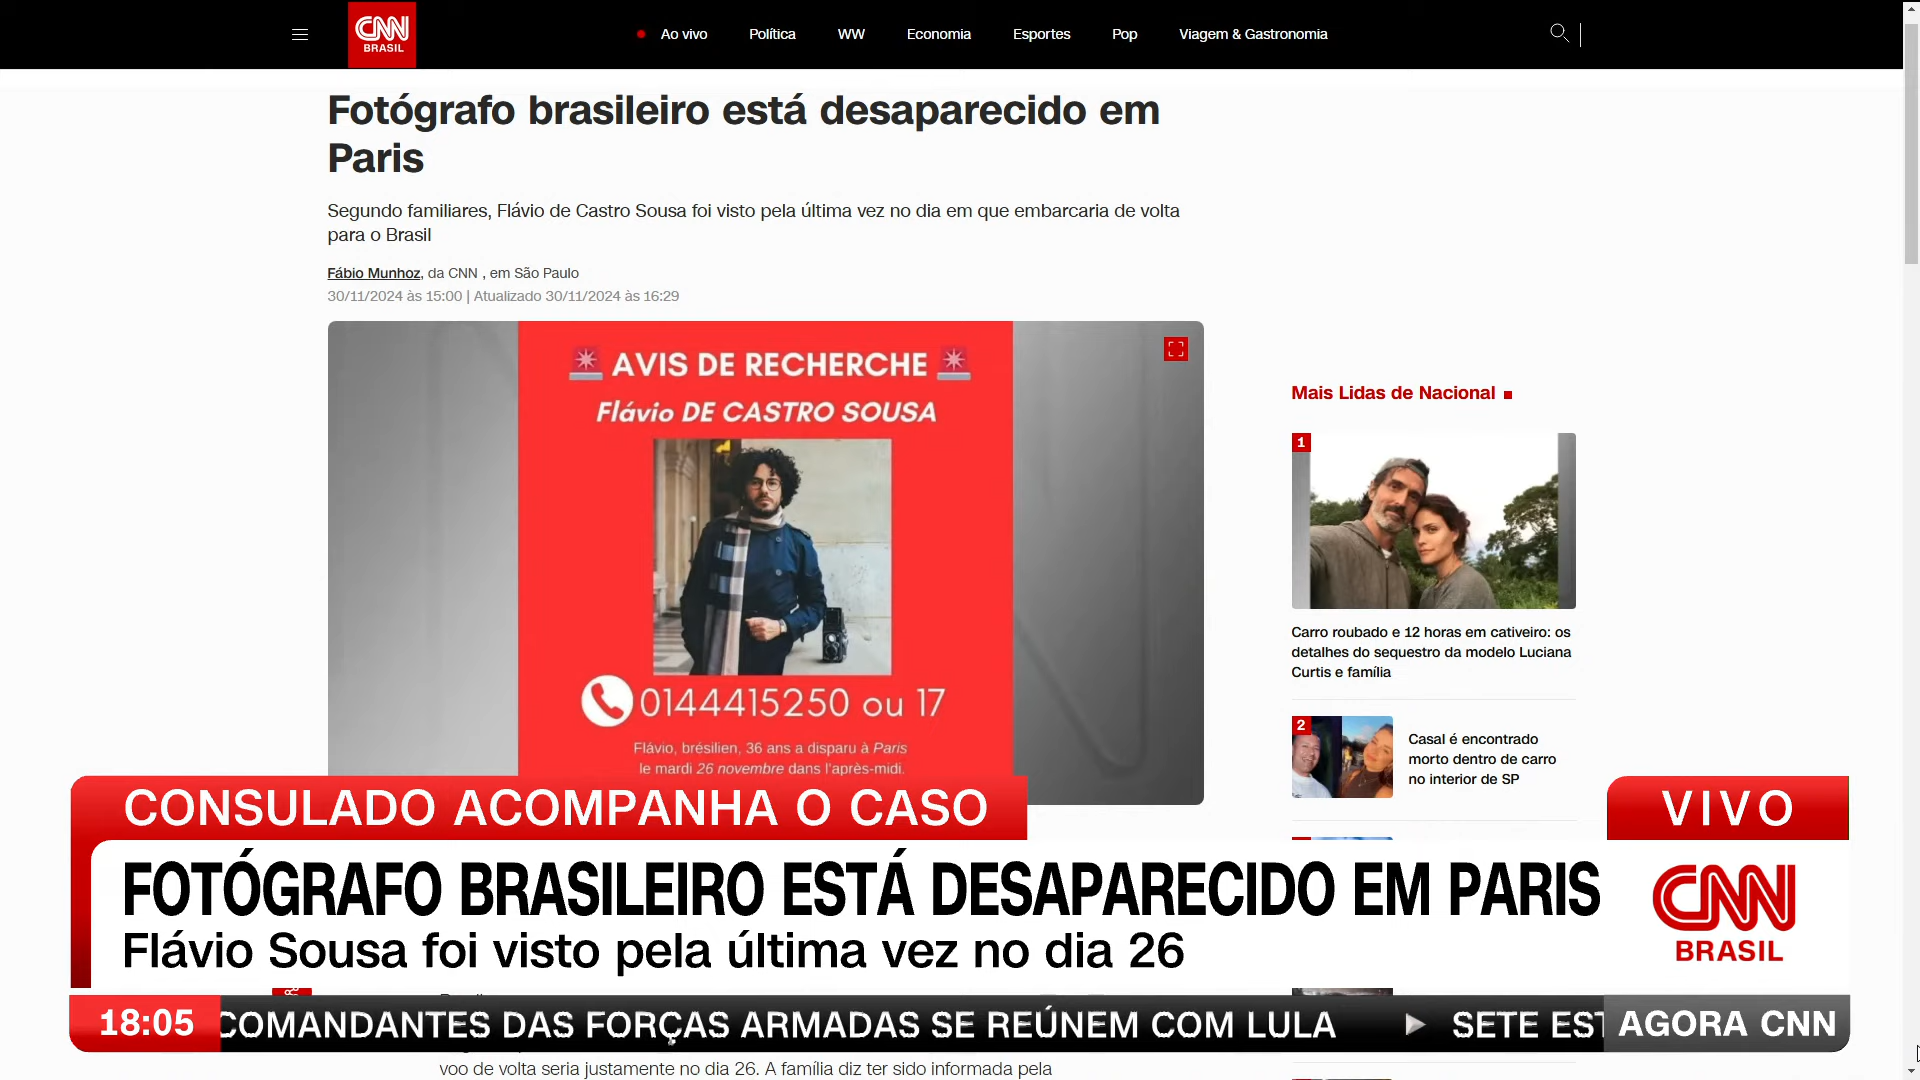 CNN BRASIL
Ao vivo Política WW Economia Esportes Pop Viagem & Gastronomia
Fotógrafo brasileiro está desaparecido em
Paris
Segundo familiares, Flávio de Castro Sousa foi visto pela última vez no dia em que embarcaria de volta
para o Brasil
Fábio Munhoz, da CNN , em São Paulo
30/11/2024 às 15:00 | Atualizado 30/11/2024 às 16:29
AVIS DE RECHERCHE
Flávio DE CASTRO SOUSA
0144415250 ou 17
Flávio, brésilien, 36 ans a disparu à Paris
le mardi 26 novembre dans l'après-midi.
Mais Lidas de Nacional
1
Carro roubado e 12 horas em cativeiro: os
detalhes do sequestro da modelo Luciana
Curtis e família
2
Casal é encontrado
morto dentro de carro
no interior de SP
CONSULADO ACOMPANHA O CASO
VIVO
FOTÓGRAFO BRASILEIRO ESTÁ DESAPARECIDO EM PARIS
Flávio Sousa foi visto pela última vez no dia 26
CNN
BRASIL
18:05 COMANDANTES DAS FORÇAS ARMADAS SE REÚNEM COM LULA SETE EST AGORA CNN
voo de volta seria justamente no dia 26. A família diz ter sido informada pela